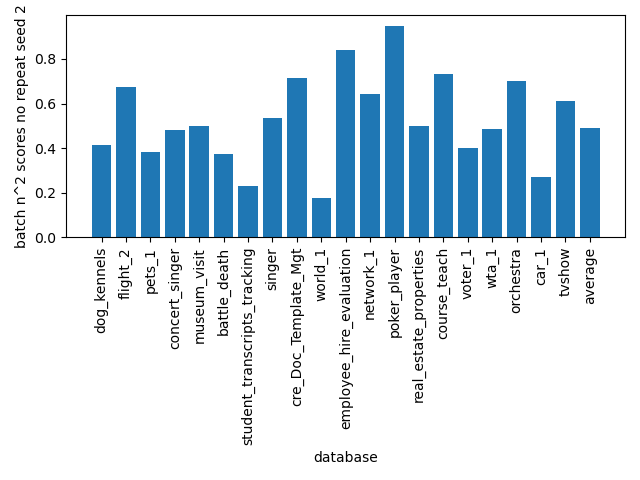 batch n^2 scores no repeat seed 2
0.8
0.6
0.4
0.2
0.0
dog_kennels
flight_2
pets_1
concert_singer
museum_visit
battle_death
student_transcripts_tracking
singer
cre_Doc_Template_Mgt
world_1
employee_hire_evaluation
network_1
poker_player
real_estate_properties
course_teach
voter_1
wta_1
orchestra
car_1
tvshow
average
database